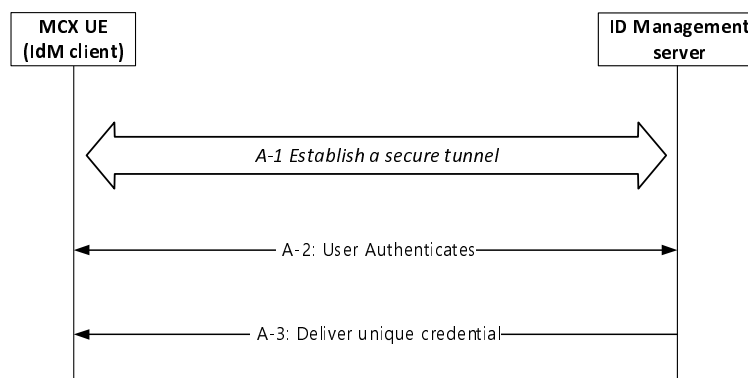 MCX UE
(IdM client)
ID Management
server
A-1 Establish a secure tunnel
A-2: User Authenticates
A-3: Deliver unique credential